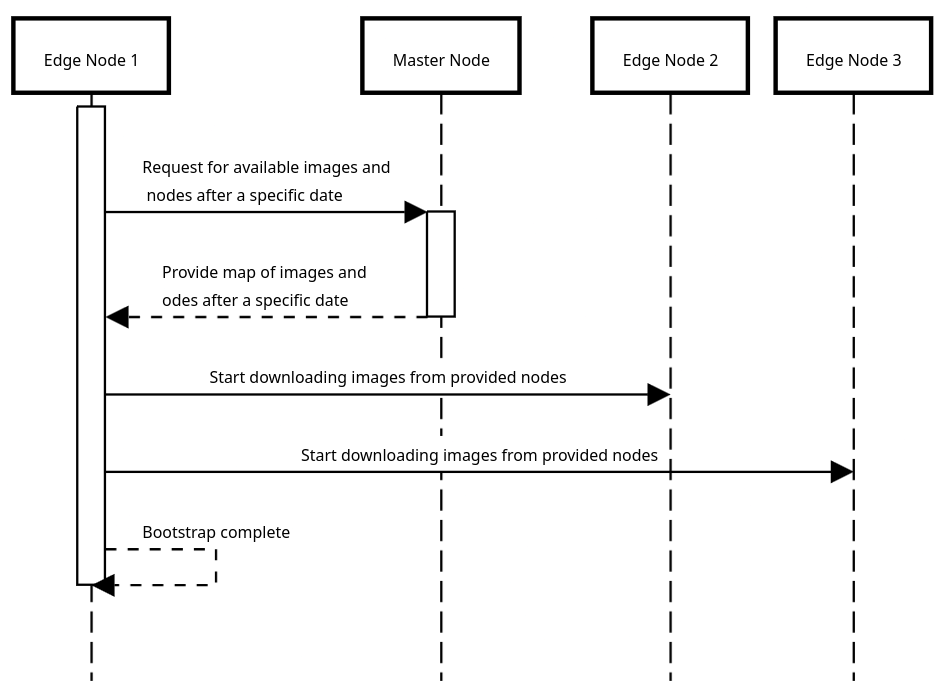 Edge Node 1
Master Node
Edge Node 2
Edge Node 3
Request for available images and
nodes after a specific date
Provide map of images and
odes after a specific date
Start downloading images from provided nodes
Start downloading images from provided nodes
Bootstrap complete